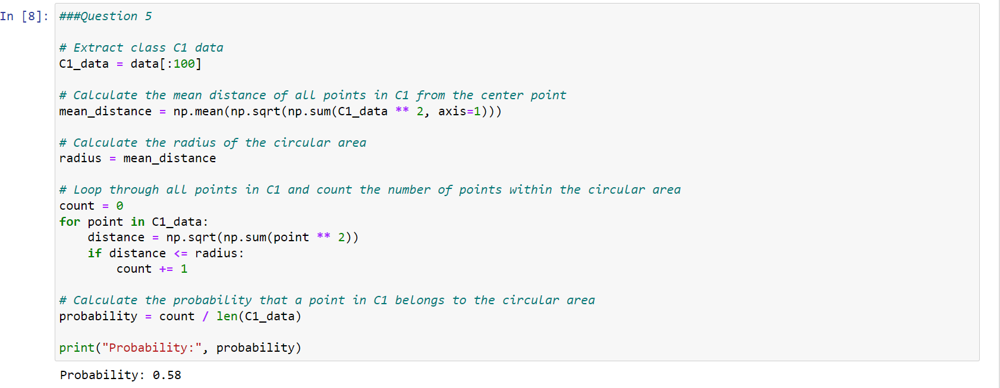 In [8]: ###Question 5
# Extract class C1 data
C1_data = data[:100]
# Calculate the mean distance of all points in C1 from the center point
mean_distance = np.mean(np.sqrt(np.sum(C1_data ** 2, axis=1)))
# Calculate the radius of the circular area
radius = mean_distance
# Loop through all points in C1 and count the number of points within the circular area
count = 0
for point in C1_data:
    distance = np.sqrt(np.sum(point ** 2))
    if distance <= radius:
        count += 1
# Calculate the probability that a point in C1 belongs to the circular area
probability = count / len(C1_data)
print("Probability:", probability)
Probability: 0.58